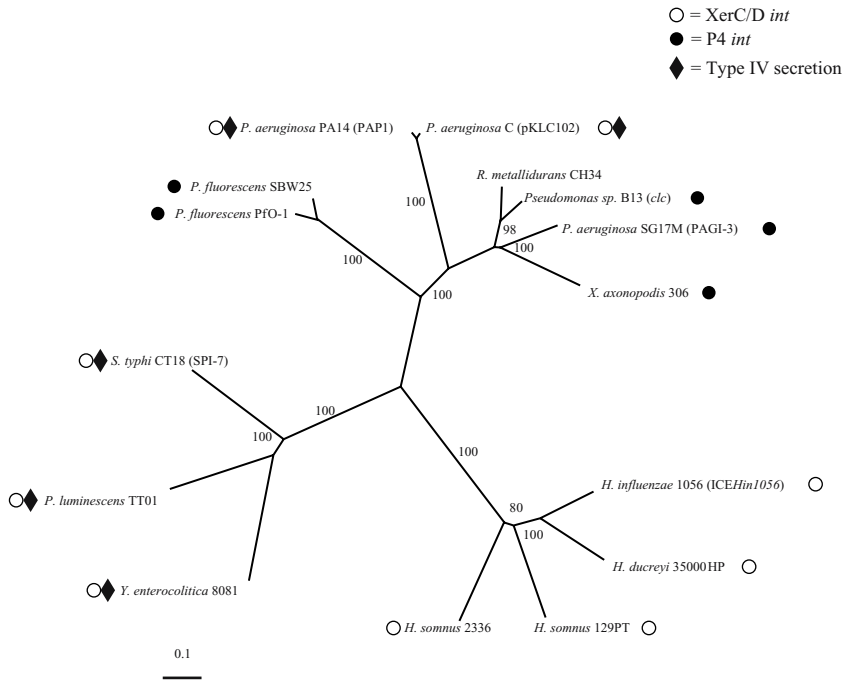 = XerC/D int
= P4 int
= Type IV secretion
P. aeruginosa PA14 (PAP1)
P. aeruginosa C (pKLC102)
R. metallidurans CH34
P. fluorescens SBW25
Pseudomonas sp. B13 (clc)
100
P. fluorescens PfO-1
P. aeruginosa SG17M (PAGI-3)
98
100
100
X. axonopodis 306
100
S. typhi CT18 (SPI-7)
100
100
100
H. influenzae 1056 (ICEHin1056)
P. luminescens TT01
80
100
H. ducreyi 35000HP
Y. enterocolitica 8081
H. somnus 2336
H. somnus 129PT
0.1